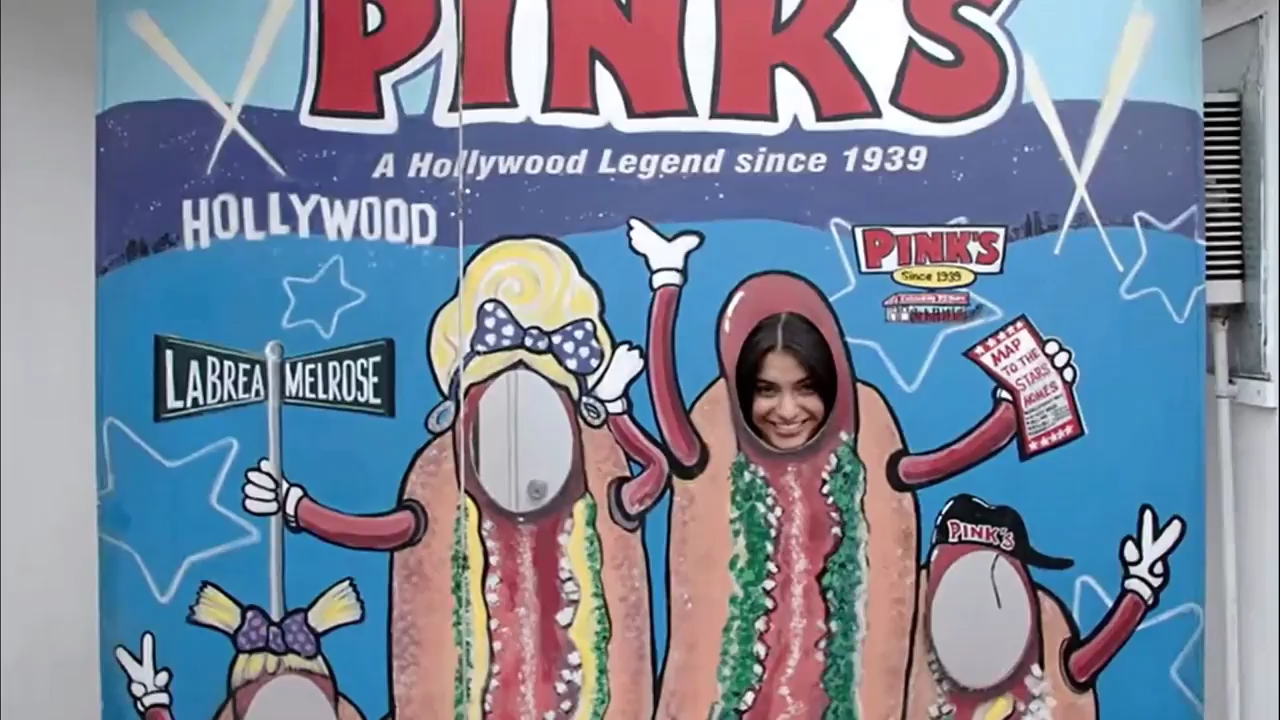 PINK'S
A Hollywood Legend since 1939
HOLLYWOOD
PINK'S
Since 1939
LABREA MELROSE
MAP
TO THE
STARS
HOMES
PINK'S